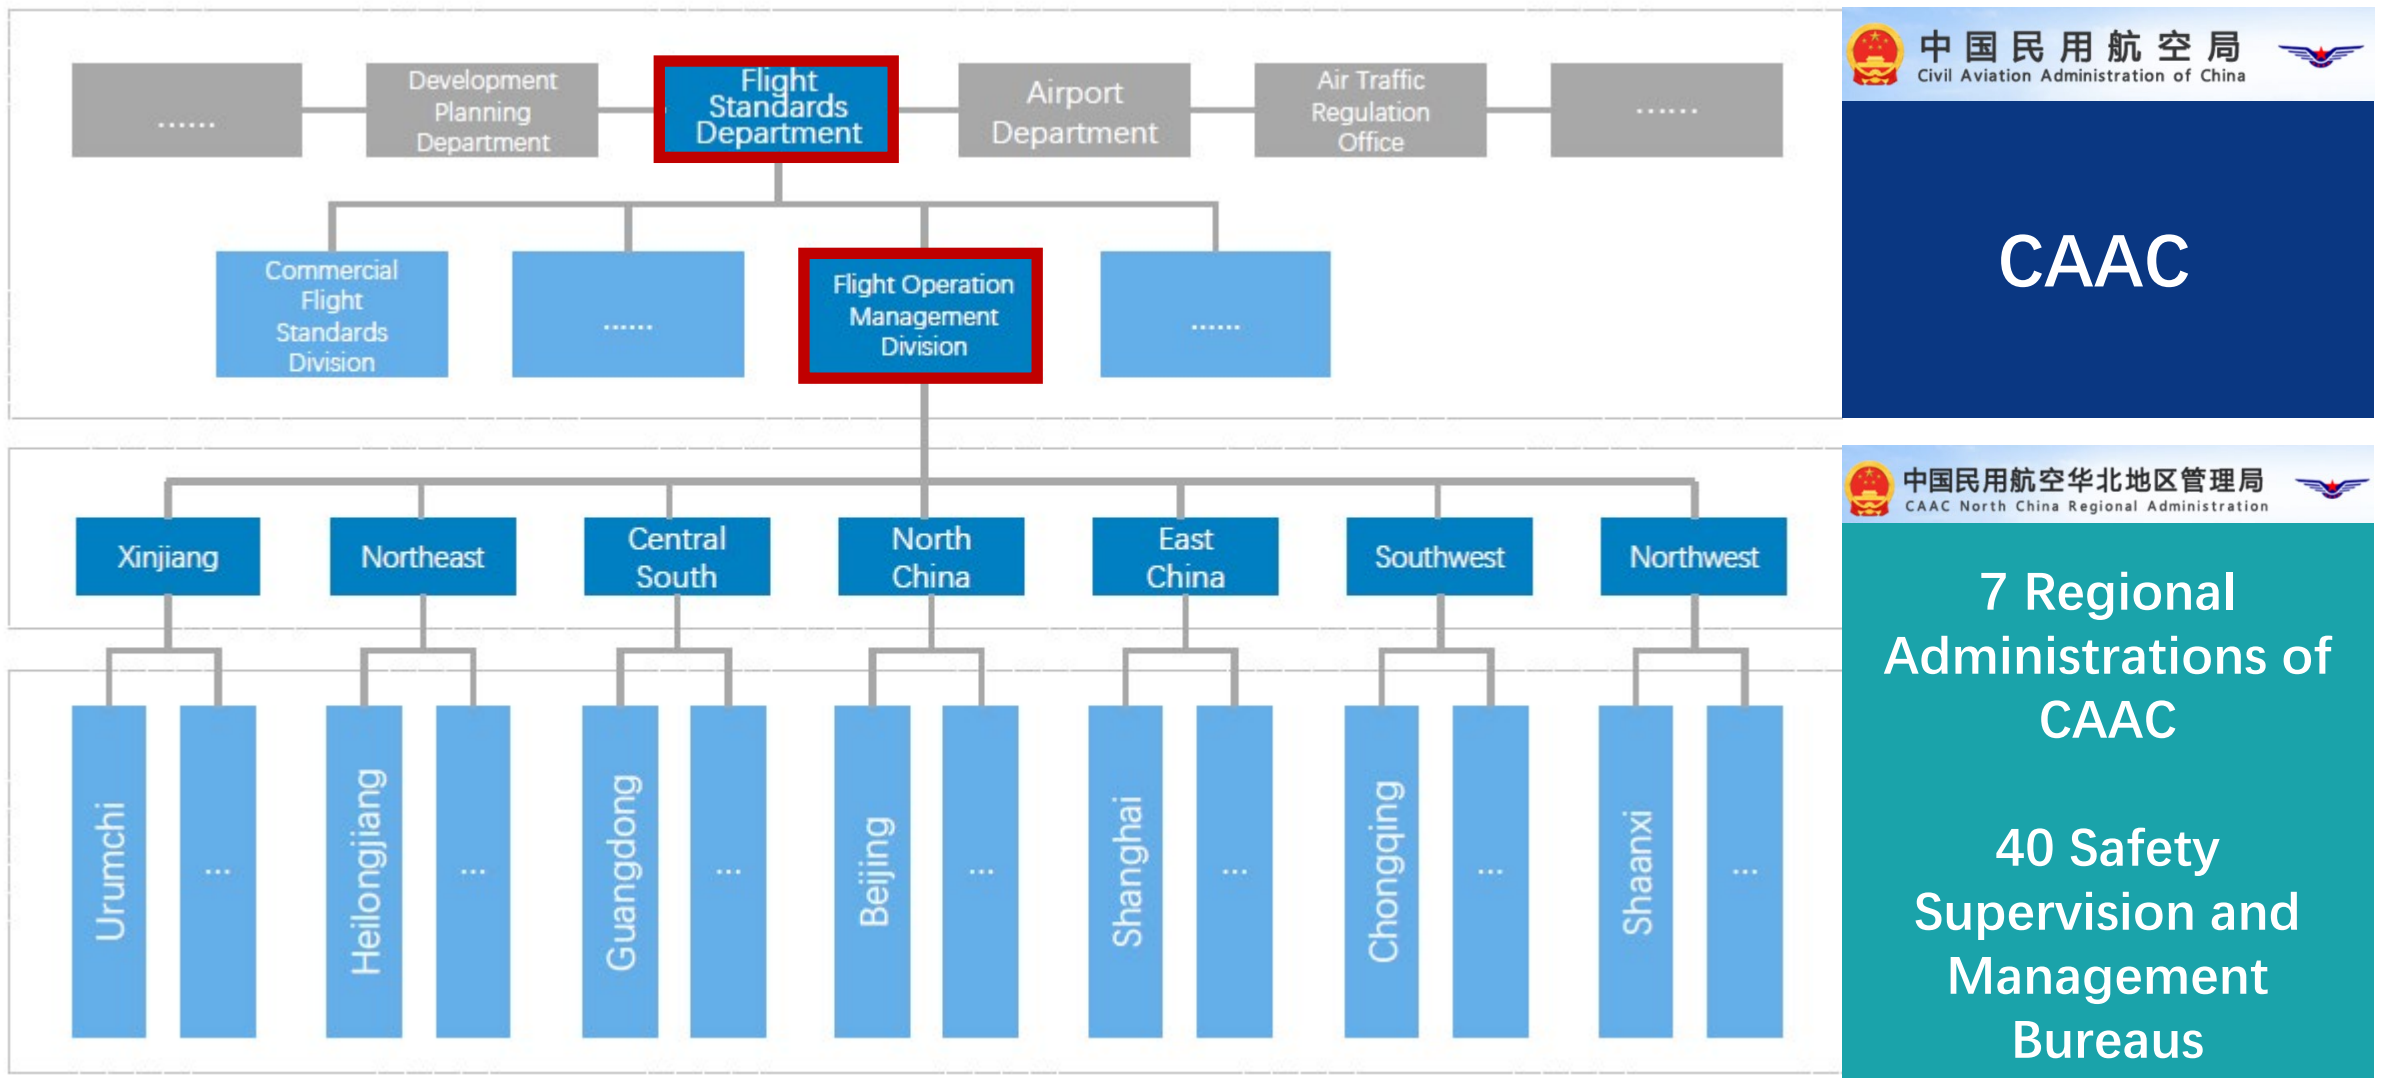 ......
Development
Planning
Department
Flight
Standards
Department
Airport
Department
Air Traffic
Regulation
Office
......
中国民用航空局
Civil Aviation Administration of China
CAAC
Commercial
Flight
Standards
Division
......
Flight Operation
Management
Division
......
中国民用航空华北地区管理局
CAAC North China Regional Administration
Xinjiang
Northeast
Central
South
North
China
East
China
Southwest
Northwest
7 Regional
Administrations of
CAAC
40 Safety
Supervision and
Management
Bureaus
Urumchi
...
Heilongjiang
...
Guangdong
...
Beijing
...
Shanghai
...
Chongqing
...
Shaanxi
...